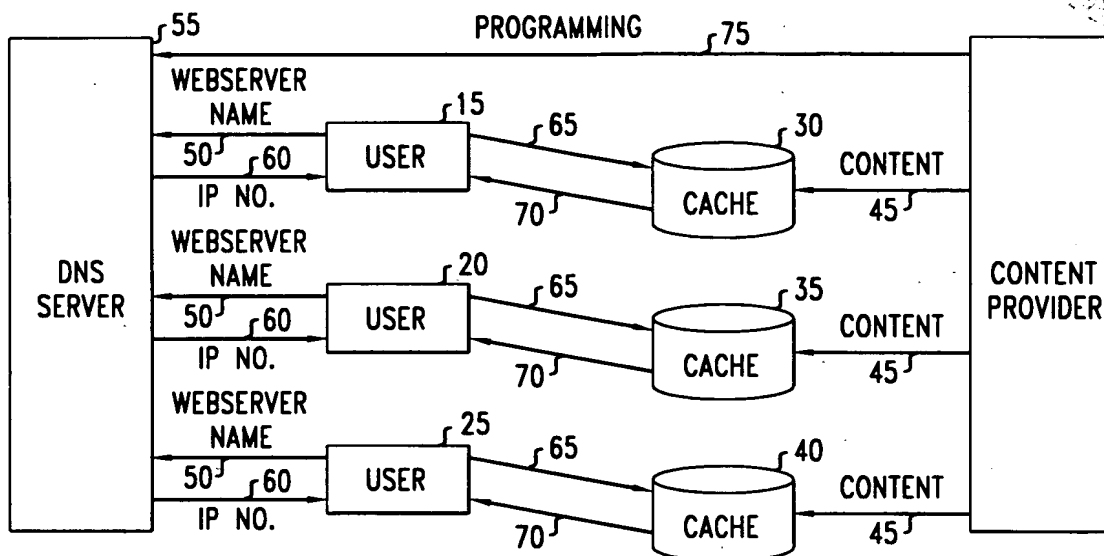 55
PROGRAMMING
75
WEBSERVER
NAME
50
60
IP NO.
15
USER
65
70
30
CACHE
CONTENT
45
DNS
SERVER
WEBSERVER
NAME
50
60
IP NO.
20
USER
65
70
35
CACHE
CONTENT
45
CONTENT
PROVIDER
WEBSERVER
NAME
50
60
IP NO.
25
USER
65
70
40
CACHE
CONTENT
45